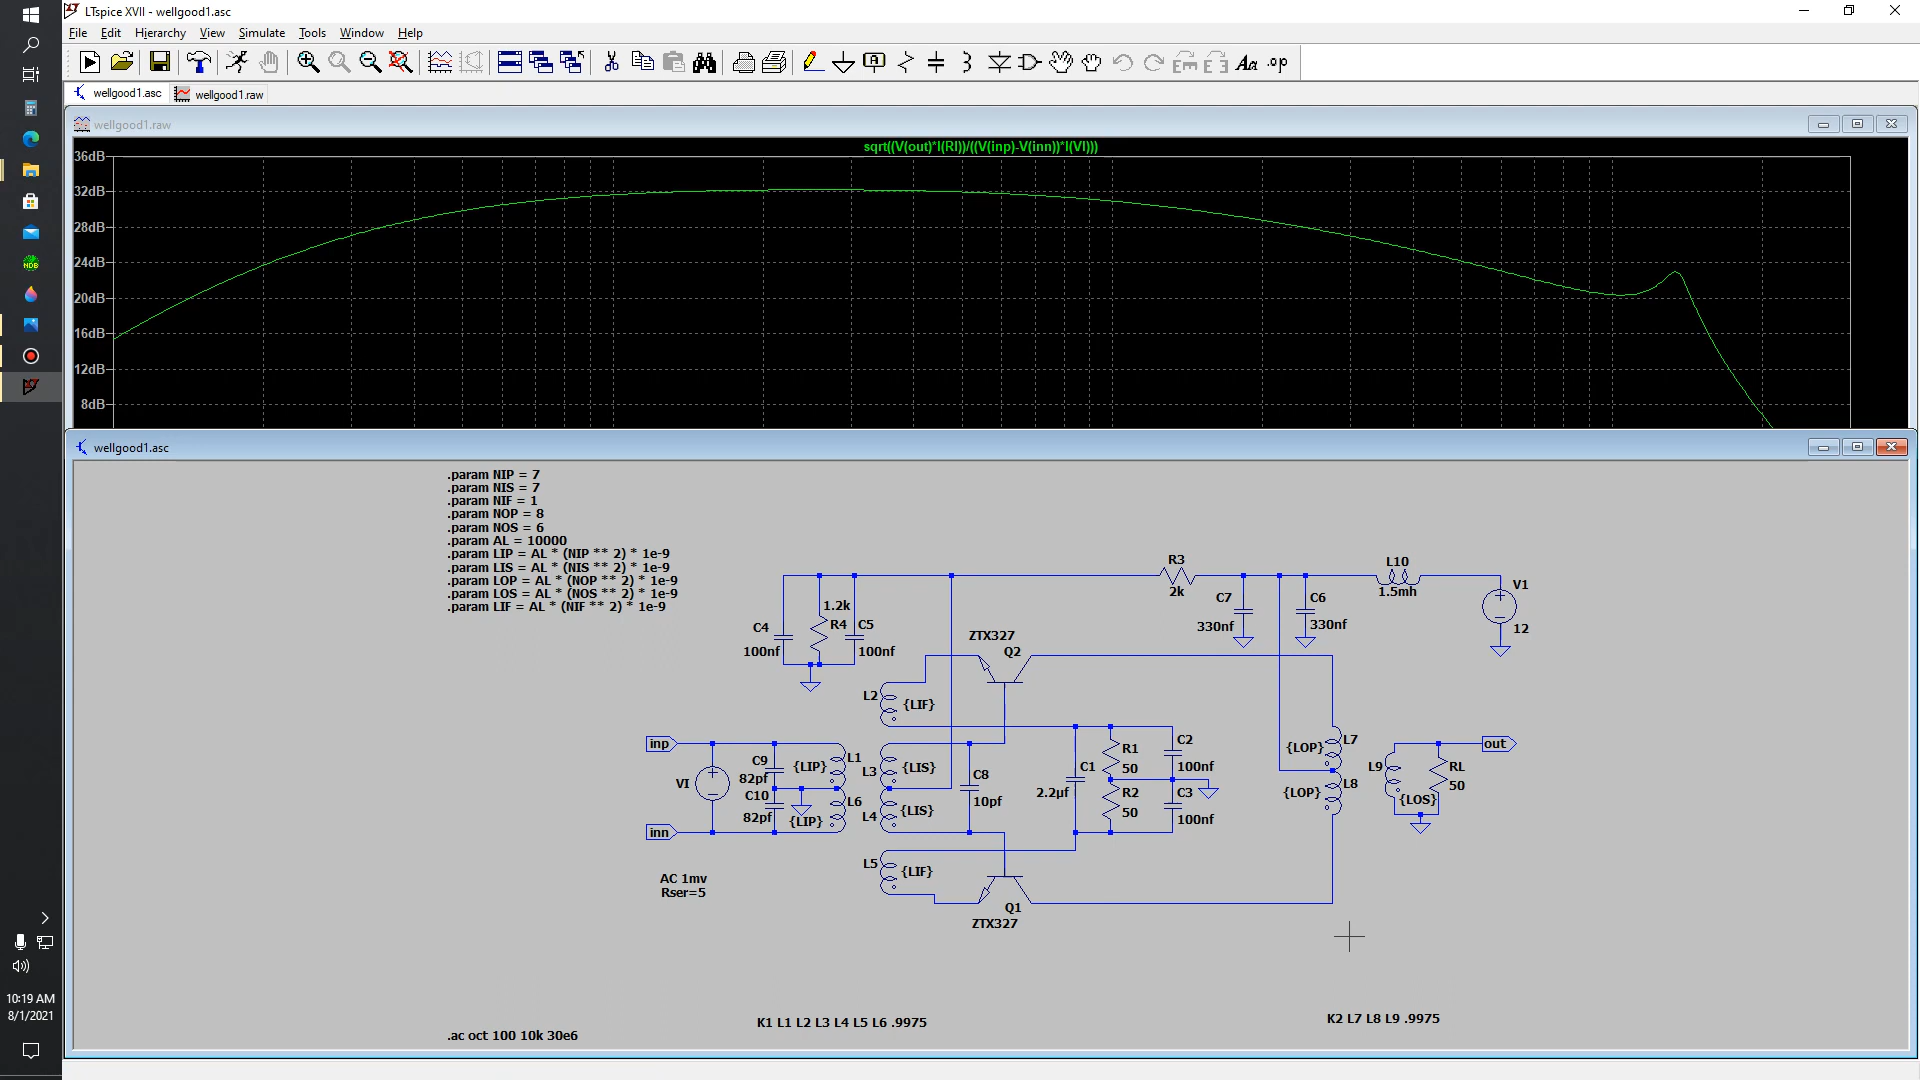 LTspice XVII - wellgood1.asc
File Edit Hierarchy View Simulate Tools Window Help
wellgood1.asc wellgood1.raw
wellgood1.raw
sqrt((V(out)*I(Rl))/((V(inp)-V(inn))*I(VI)))
36dB
32dB
28dB
24dB
20dB
16dB
12dB
8dB
wellgood1.asc
.param NIP = 7
.param NIS = 7
.param NIF = 1
.param NOP = 8
.param NOS = 6
.param AL = 10000
.param LIP = AL * (NIP ** 2) * 1e-9
.param LIS = AL * (NIS ** 2) * 1e-9
.param LOP = AL * (NOP ** 2) * 1e-9
.param LOS = AL * (NOS ** 2) * 1e-9
.param LIF = AL * (NIF ** 2) * 1e-9
R3
2k
L10
1.5mh
V1
12
C7
330nf
C6
330nf
1.2k
R4
C4
100nf
C5
100nf
ZTX327
Q2
L2
{LIF}
inp
inn
VI
C9
82pf
C10
82pf
{LIP}
L1
L6
{LIP}
L3
{LIS}
L4
{LIS}
C8
10pf
C1
2.2µf
R1
50
R2
50
C2
100nf
C3
100nf
{LOP}
L7
{LOP}
L8
L9
{LOS}
RL
50
out
L5
{LIF}
AC 1mv
Rser=5
Q1
ZTX327
K1 L1 L2 L3 L4 L5 L6 .9975
K2 L7 L8 L9 .9975
.ac oct 100 10k 30e6
10:19 AM
8/1/2021
NDB
Aa
.op
A